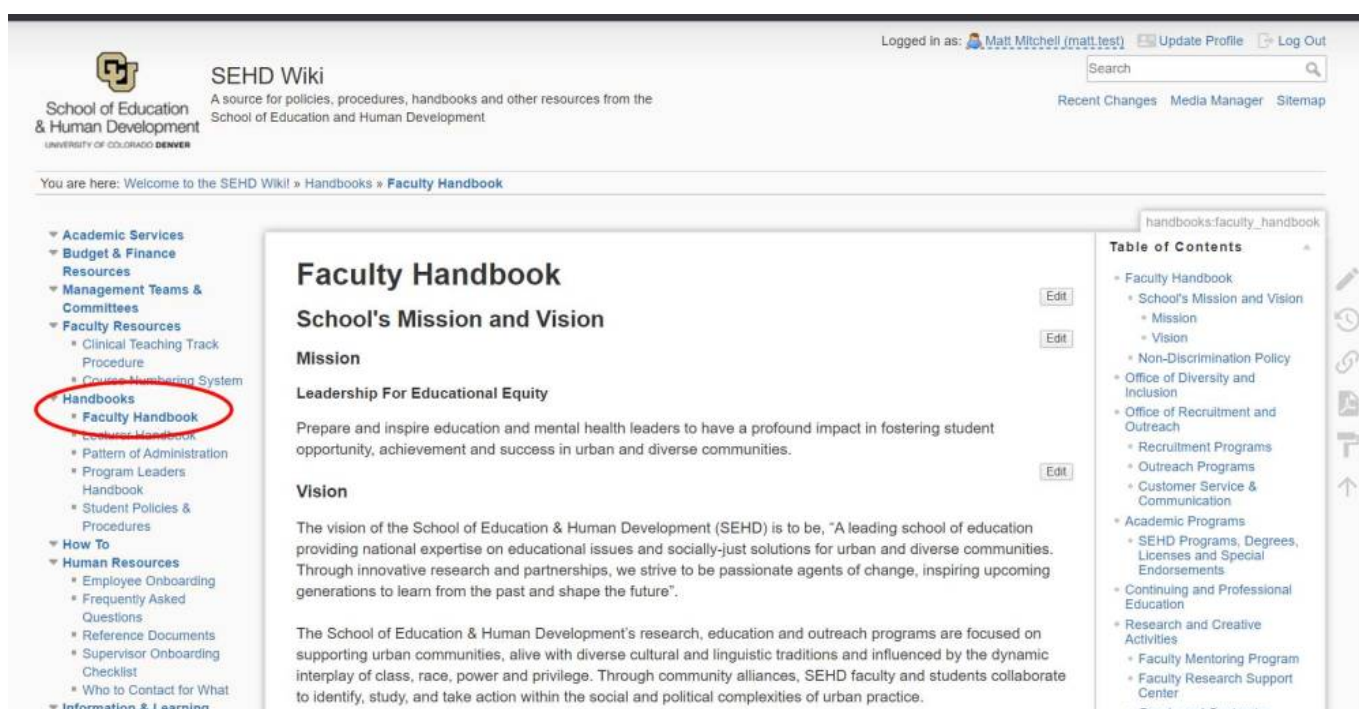 Logged in as: Matt Mitchell (matt.test) Update Profile Log Out
SEHD Wiki
A source for policies, procedures, handbooks and other resources from the
School of Education and Human Development
School of Education
& Human Development
UNIVERSITY OF COLORADO DENVER
Search
Recent Changes Media Manager Sitemap
You are here: Welcome to the SEHD Wiki! » Handbooks » Faculty Handbook
Academic Services
Budget & Finance
Resources
Management Teams &
Committees
Faculty Resources
Clinical Teaching Track
Procedure
Course Numbering System
Handbooks
Faculty Handbook
Lecturer Handbook
Pattern of Administration
Program Leaders
Handbook
Student Policies &
Procedures
How To
Human Resources
Employee Onboarding
Frequently Asked
Questions
Reference Documents
Supervisor Onboarding
Checklist
Who to Contact for What
Information & Learning
Faculty Handbook
Edit
School's Mission and Vision
Edit
Mission
Leadership For Educational Equity
Prepare and inspire education and mental health leaders to have a profound impact in fostering student
opportunity, achievement and success in urban and diverse communities.
Edit
Vision
The vision of the School of Education & Human Development (SEHD) is to be, "A leading school of education
providing national expertise on educational issues and socially-just solutions for urban and diverse communities.
Through innovative research and partnerships, we strive to be passionate agents of change, inspiring upcoming
generations to learn from the past and shape the future".
The School of Education & Human Development's research, education and outreach programs are focused on
supporting urban communities, alive with diverse cultural and linguistic traditions and influenced by the dynamic
interplay of class, race, power and privilege. Through community alliances, SEHD faculty and students collaborate
to identify, study, and take action within the social and political complexities of urban practice.
handbooks:faculty_handbook
Table of Contents
Faculty Handbook
School's Mission and Vision
Mission
Vision
Non-Discrimination Policy
Office of Diversity and
Inclusion
Office of Recruitment and
Outreach
Recruitment Programs
Outreach Programs
Customer Service &
Communication
Academic Programs
SEHD Programs, Degrees,
Licenses and Special
Endorsements
Continuing and Professional
Education
Research and Creative
Activities
Faculty Mentoring Program
Faculty Research Support
Center